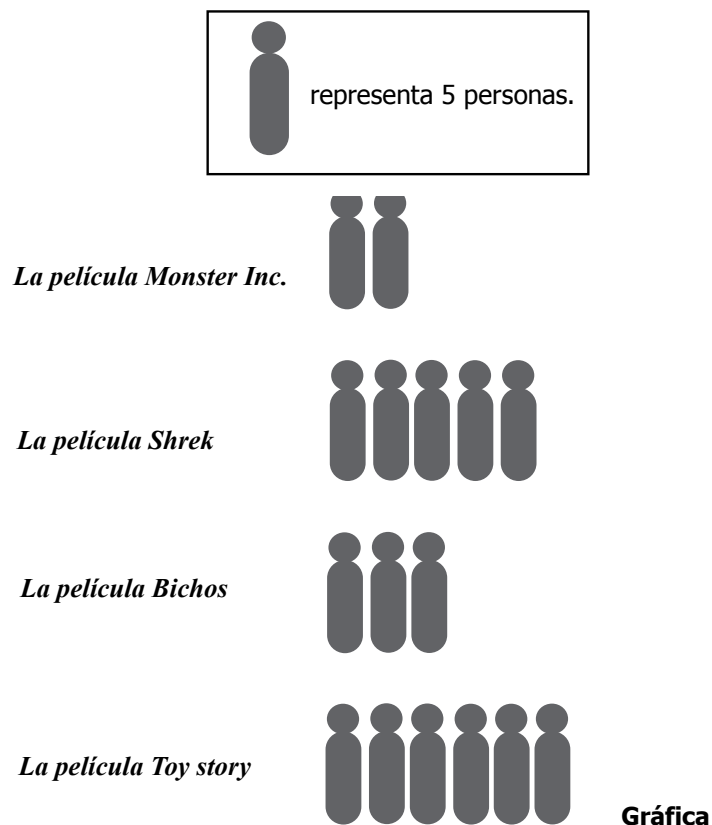 representa 5 personas.
La película Monster Inc.
La película Shrek
La película Bichos
La película Toy story
Gráfica